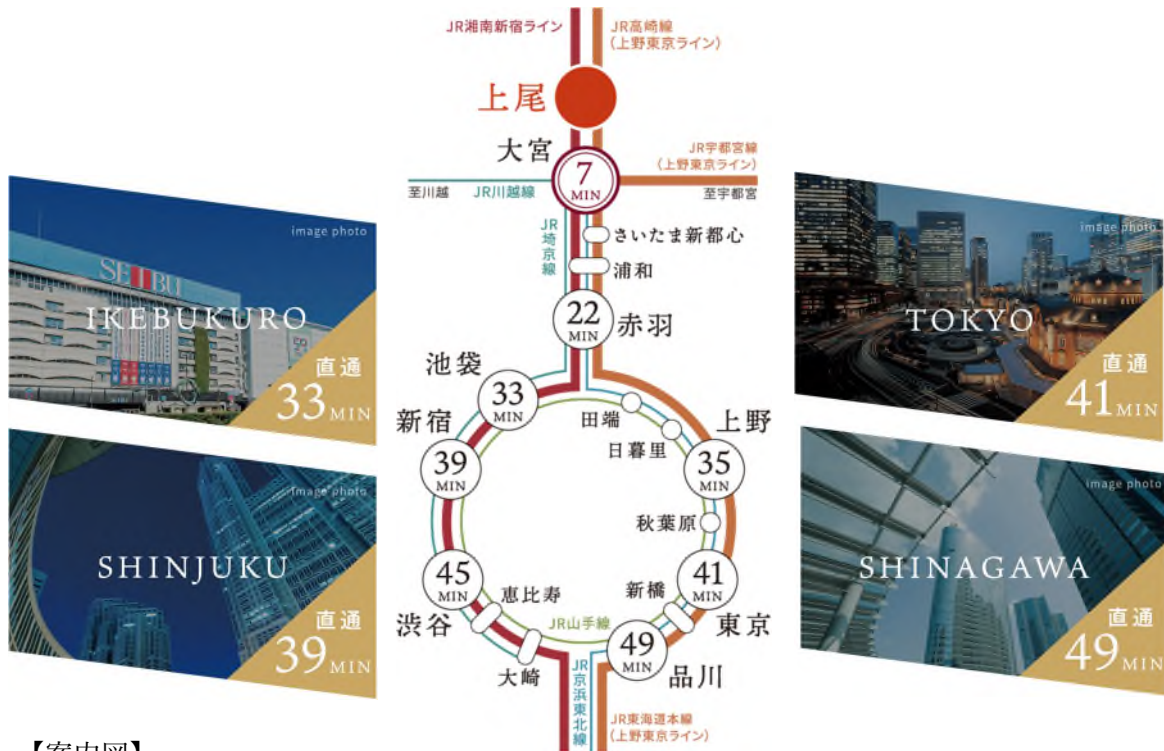 JR湘南新宿ライン
JR高崎線
(上野東京ライン)
上尾
大宮
7
MIN
JR宇都宮線
(上野東京ライン)
至川越
JR川越線
至宇都宮
JR埼京線
さいたま新都心
浦和
22
MIN
赤羽
image photo
SEIBU
IKEBUKURO
直通
33MIN
image photo
TOKYO
直通
41MIN
池袋
33
MIN
田端
日暮里
上野
35
MIN
新宿
39
MIN
秋葉原
image photo
SHINJUKU
直通
39MIN
image photo
SHINAGAWA
直通
49MIN
45
MIN
渋谷
恵比寿
新橋
41
MIN
東京
JR山手線
大崎
49
MIN
品川
JR京浜東北線
JR東海道本線
(上野東京ライン)